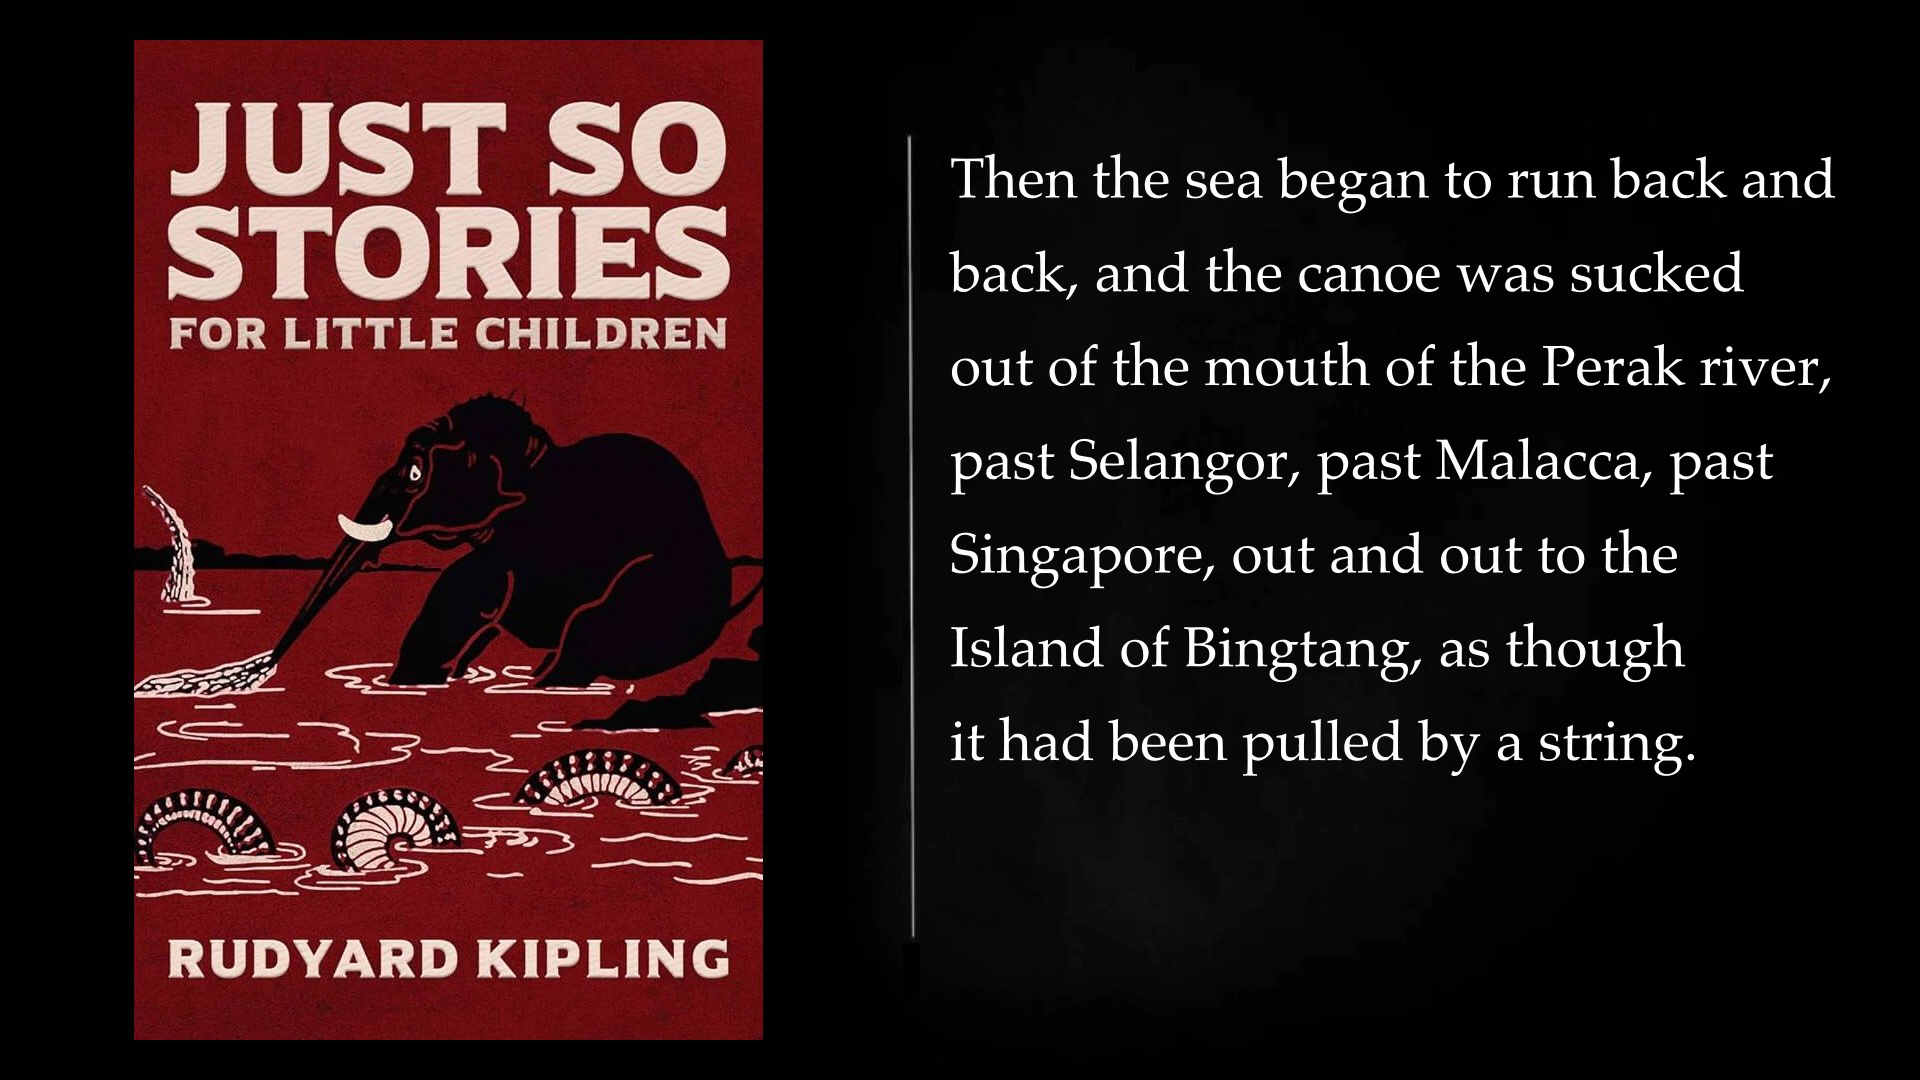 JUST SO
STORIES
FOR LITTLE CHILDREN
RUDYARD KIPLING
Then the sea began to run back and
back, and the canoe was sucked
out of the mouth of the Perak river,
past Selangor, past Malacca, past
Singapore, out and out to the
Island of Bingtang, as though
it had been pulled by a string.